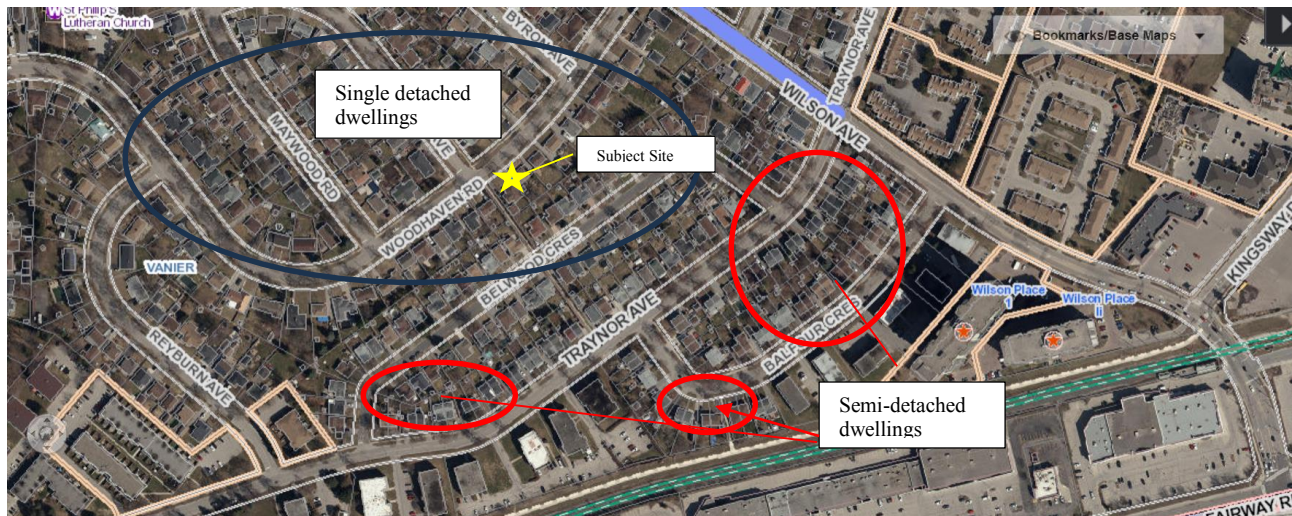 St Philip'S
Lutheran Church
BYRON AVE
Bookmarks/Base Maps
TRAYNOR AVE
WILSON AVE
Single detached
dwellings
MAYWOOD RD
AVE
Subject Site
WOODHAVEN RD
VANIER
BELWOOD CRES
KINGSWAY
Wilson Place
1
Wilson Place
Ii
REYBURN AVE
TRAYNOR AVE
BALFOUR CRES
Semi-detached
dwellings
FAIRWAY R